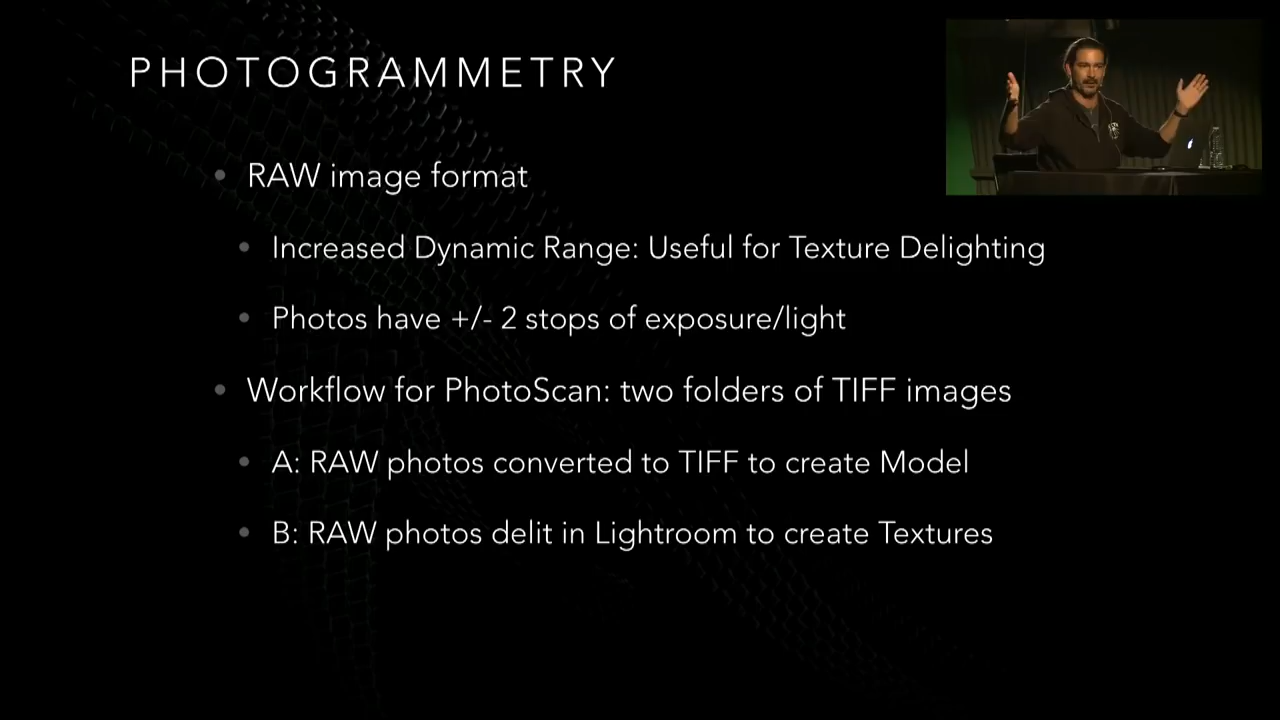 PHOTOGRAMMETRY
RAW image format
Increased Dynamic Range: Useful for Texture Delighting
Photos have +/- 2 stops of exposure/light
Workflow for PhotoScan: two folders of TIFF images
A: RAW photos converted to TIFF to create Model
B: RAW photos delit in Lightroom to create Textures